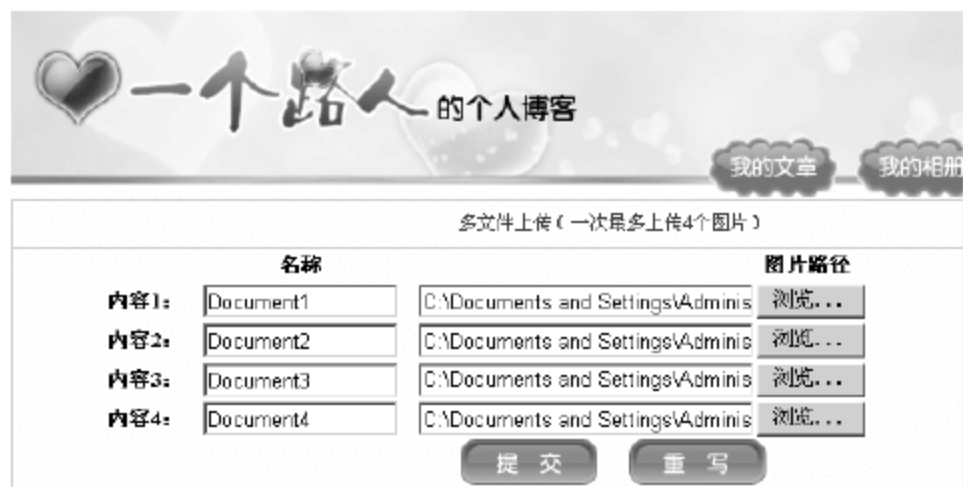 一个路人 的个人博客
我的文章 我的相册
多文件上传（一次最多上传4个图片）
名称 图片路径
内容1： Document1 C:\Documents and Settings\Adminis 浏览...
内容2： Document2 C:\Documents and Settings\Adminis 浏览...
内容3： Document3 C:\Documents and Settings\Adminis 浏览...
内容4： Document4 C:\Documents and Settings\Adminis 浏览...
提 交 重 写